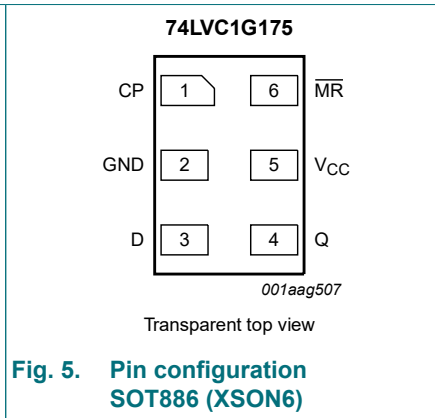 74LVC1G175
CP 1 6 M̅R̅
GND 2 5 VCC
D 3 4 Q
001aag507
Transparent top view
Fig. 5. Pin configuration
SOT886 (XSON6)